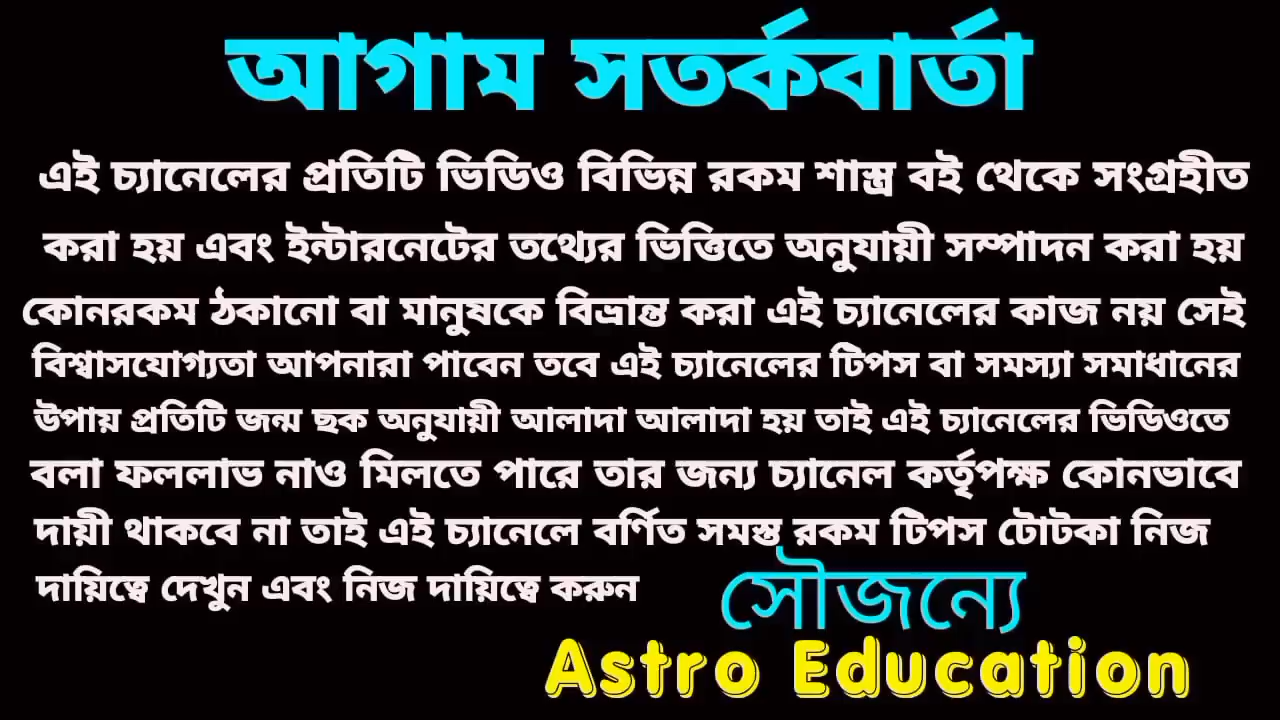 আগাম সতর্কবার্তা
এই চ্যানেলের প্রতিটি ভিডিও বিভিন্ন রকম শাস্ত্র বই থেকে সংগ্রহীত
করা হয় এবং ইন্টারনেটের তথ্যের ভিত্তিতে অনুযায়ী সম্পাদন করা হয়
কোনরকম ঠকানো বা মানুষকে বিভ্রান্ত করা এই চ্যানেলের কাজ নয় সেই
বিশ্বাসযোগ্যতা আপনারা পাবেন তবে এই চ্যানেলের টিপস বা সমস্যা সমাধানের
উপায় প্রতিটি জন্ম ছক অনুযায়ী আলাদা আলাদা হয় তাই এই চ্যানেলের ভিডিওতে
বলা ফললাভ নাও মিলতে পারে তার জন্য চ্যানেল কর্তৃপক্ষ কোনভাবে
দায়ী থাকবে না তাই এই চ্যানেলে বর্ণিত সমস্ত রকম টিপস টোটকা নিজ
দায়িত্বে দেখুন এবং নিজ দায়িত্বে করুন
সৌজন্যে
Astro Education